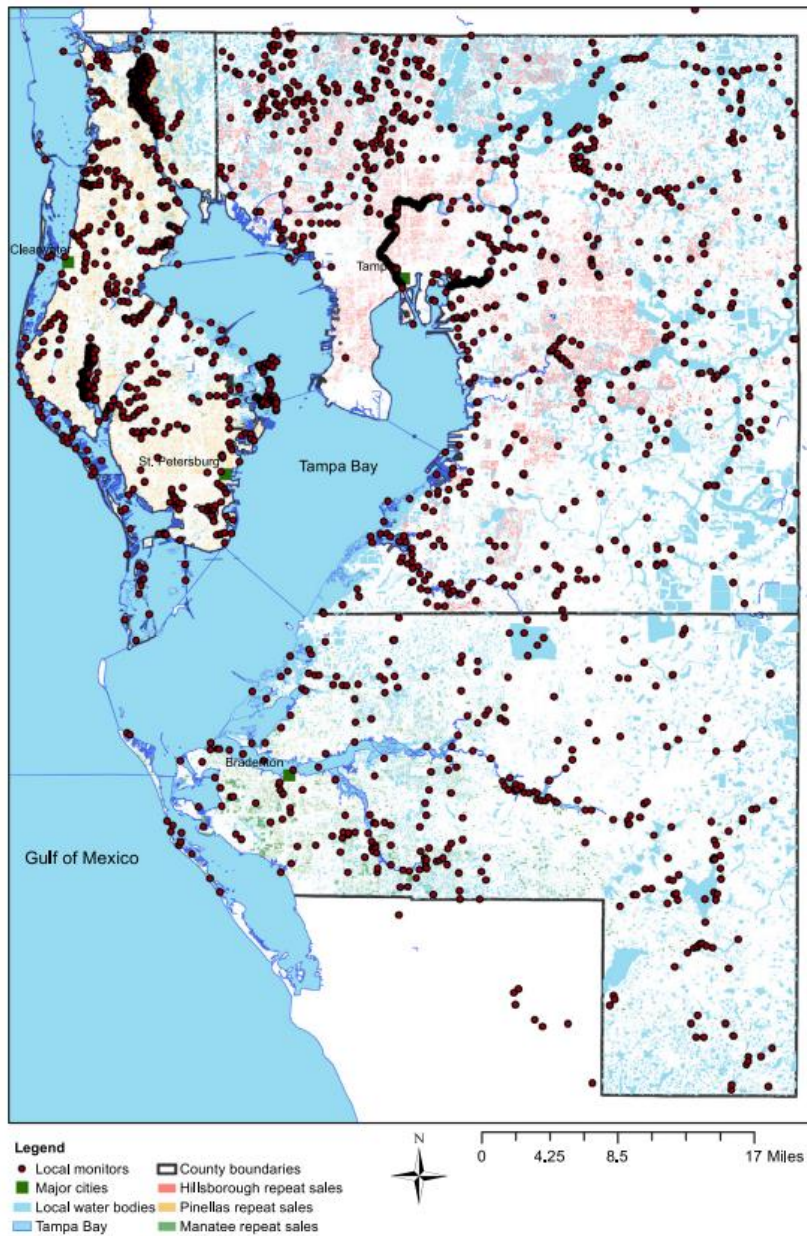 Clearwater
Tampa
St. Petersburg
Tampa Bay
Bradenton
Gulf of Mexico
Legend
Local monitors
County boundaries
Major cities
Hillsborough repeat sales
Local water bodies
Pinellas repeat sales
Tampa Bay
Manatee repeat sales
N
0 4.25 8.5 17 Miles